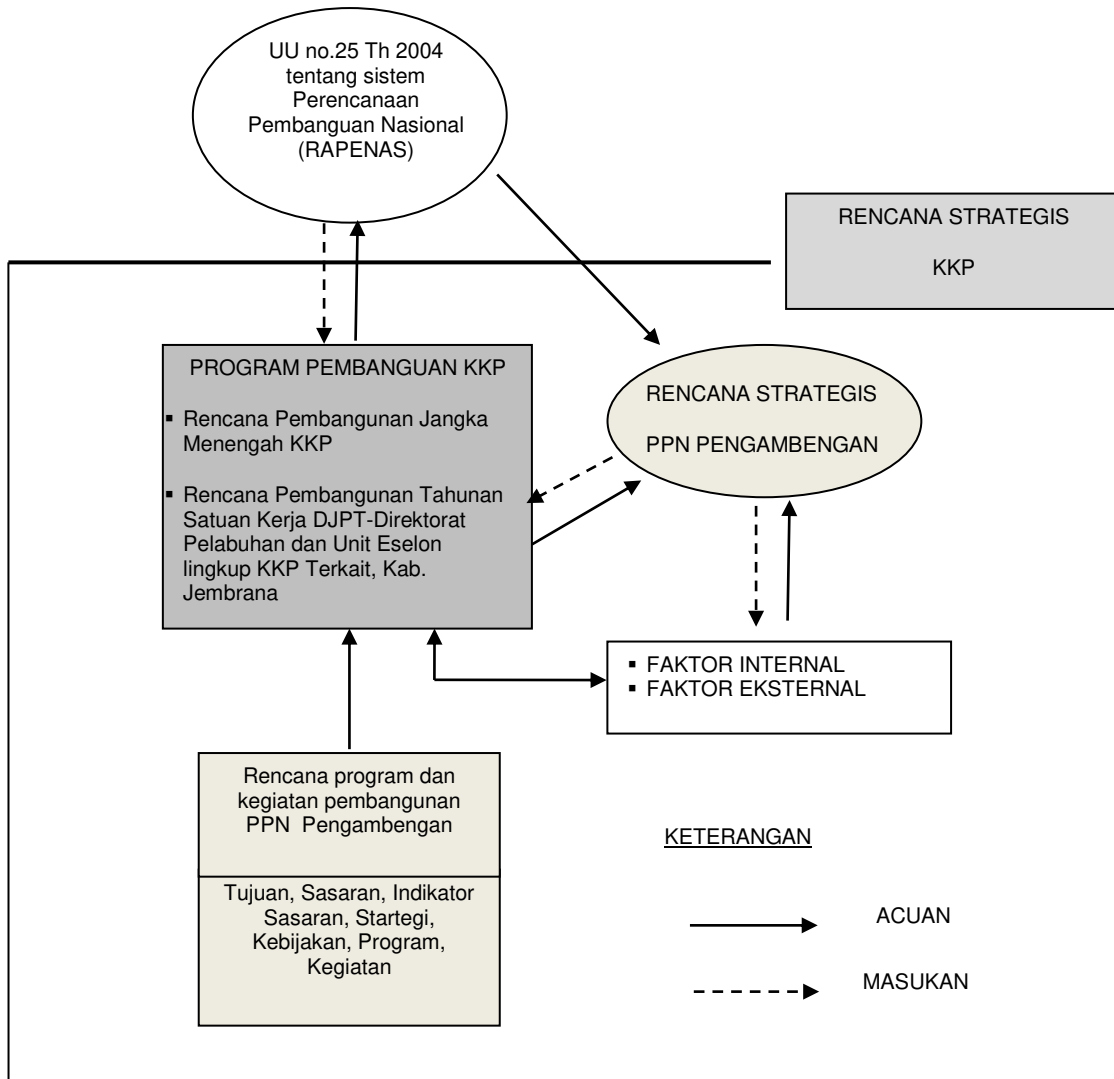 UU no.25 Th 2004
tentang sistem
Perencanaan
Pembanguan Nasional
(RAPENAS)
RENCANA STRATEGIS
KKP
PROGRAM PEMBANGUAN KKP
▪ Rencana Pembangunan Jangka
Menengah KKP
▪ Rencana Pembangunan Tahunan
Satuan Kerja DJPT-Direktorat
Pelabuhan dan Unit Eselon
lingkup KKP Terkait, Kab.
Jembrana
RENCANA STRATEGIS
PPN PENGAMBENGAN
▪ FAKTOR INTERNAL
▪ FAKTOR EKSTERNAL
Rencana program dan
kegiatan pembangunan
PPN Pengambengan
Tujuan, Sasaran, Indikator
Sasaran, Startegi,
Kebijakan, Program,
Kegiatan
KETERANGAN
ACUAN
MASUKAN